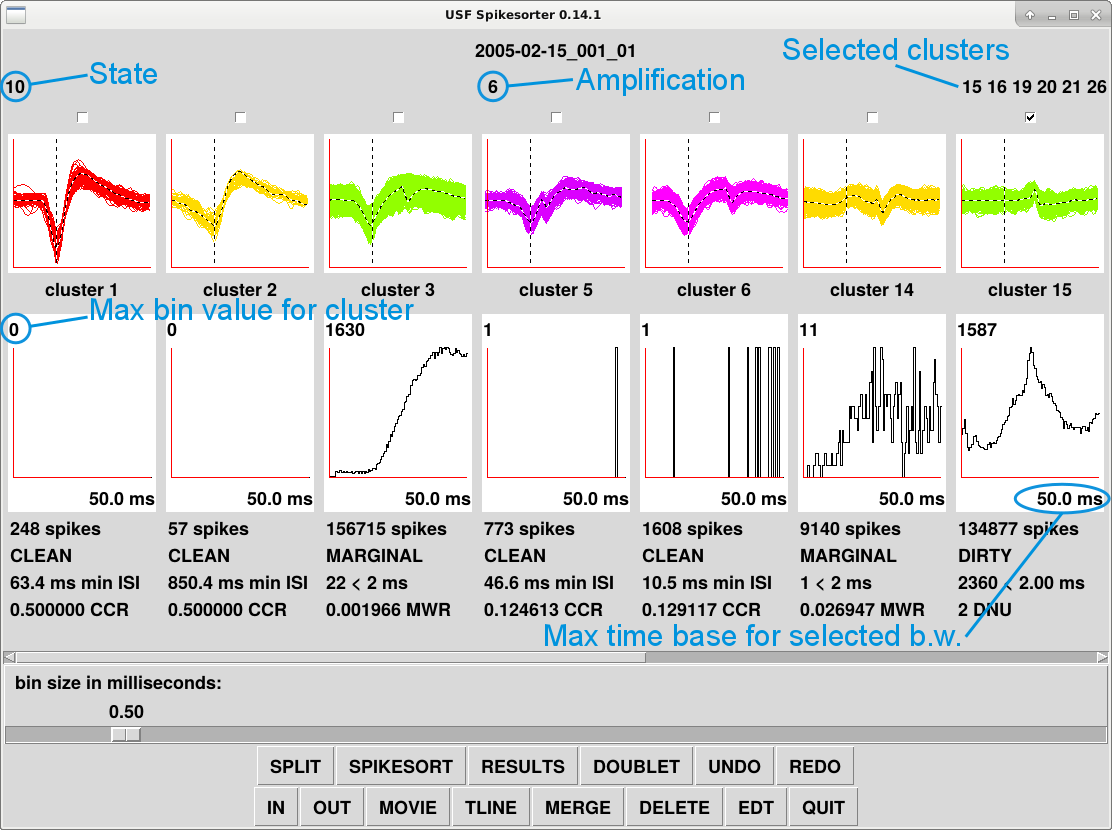 USF Spikesorter 0.14.1
2005-02-15_001_01
Selected clusters
State
10
Amplification
6
15 16 19 20 21 26
cluster 1
cluster 2
cluster 3
cluster 5
cluster 6
cluster 14
cluster 15
Max bin value for cluster
0
0
1630
1
1
11
1587
50.0 ms
50.0 ms
50.0 ms
50.0 ms
50.0 ms
50.0 ms
50.0 ms
248 spikes
57 spikes
156715 spikes
773 spikes
1608 spikes
9140 spikes
134877 spikes
CLEAN
CLEAN
MARGINAL
CLEAN
CLEAN
MARGINAL
DIRTY
63.4 ms min ISI
850.4 ms min ISI
22 < 2 ms
46.6 ms min ISI
10.5 ms min ISI
1 < 2 ms
2360 < 2.00 ms
0.500000 CCR
0.500000 CCR
0.001966 MWR
0.124613 CCR
0.129117 CCR
0.026947 MWR
2 DNU
Max time base for selected b.w.
bin size in milliseconds:
0.50
SPLIT
SPIKESORT
RESULTS
DOUBLET
UNDO
REDO
IN
OUT
MOVIE
TLINE
MERGE
DELETE
EDT
QUIT